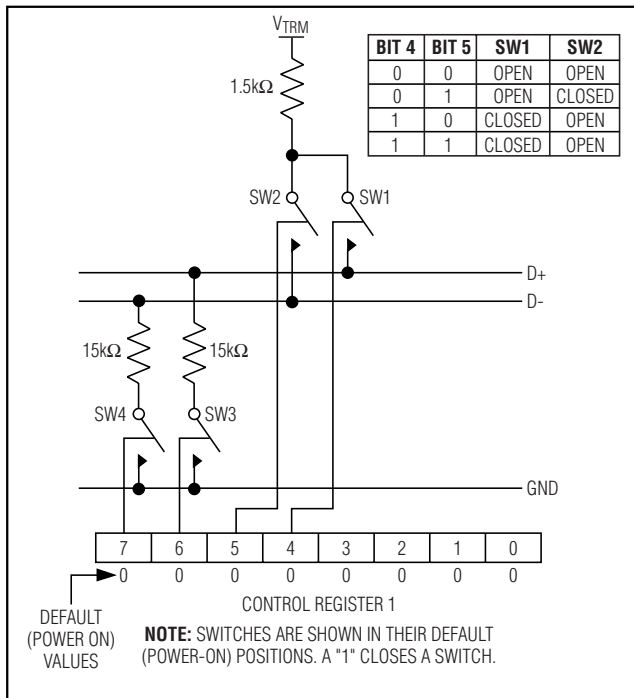 VTRM
1.5kΩ
BIT 4 BIT 5 SW1 SW2
0 0 OPEN OPEN
0 1 OPEN CLOSED
1 0 CLOSED OPEN
1 1 CLOSED OPEN
SW2 SW1
D+
D-
15kΩ 15kΩ
SW4 SW3
GND
7 6 5 4 3 2 1 0
0 0 0 0 0 0 0 0
CONTROL REGISTER 1
DEFAULT
(POWER ON)
VALUES
NOTE: SWITCHES ARE SHOWN IN THEIR DEFAULT
(POWER-ON) POSITIONS. A "1" CLOSES A SWITCH.